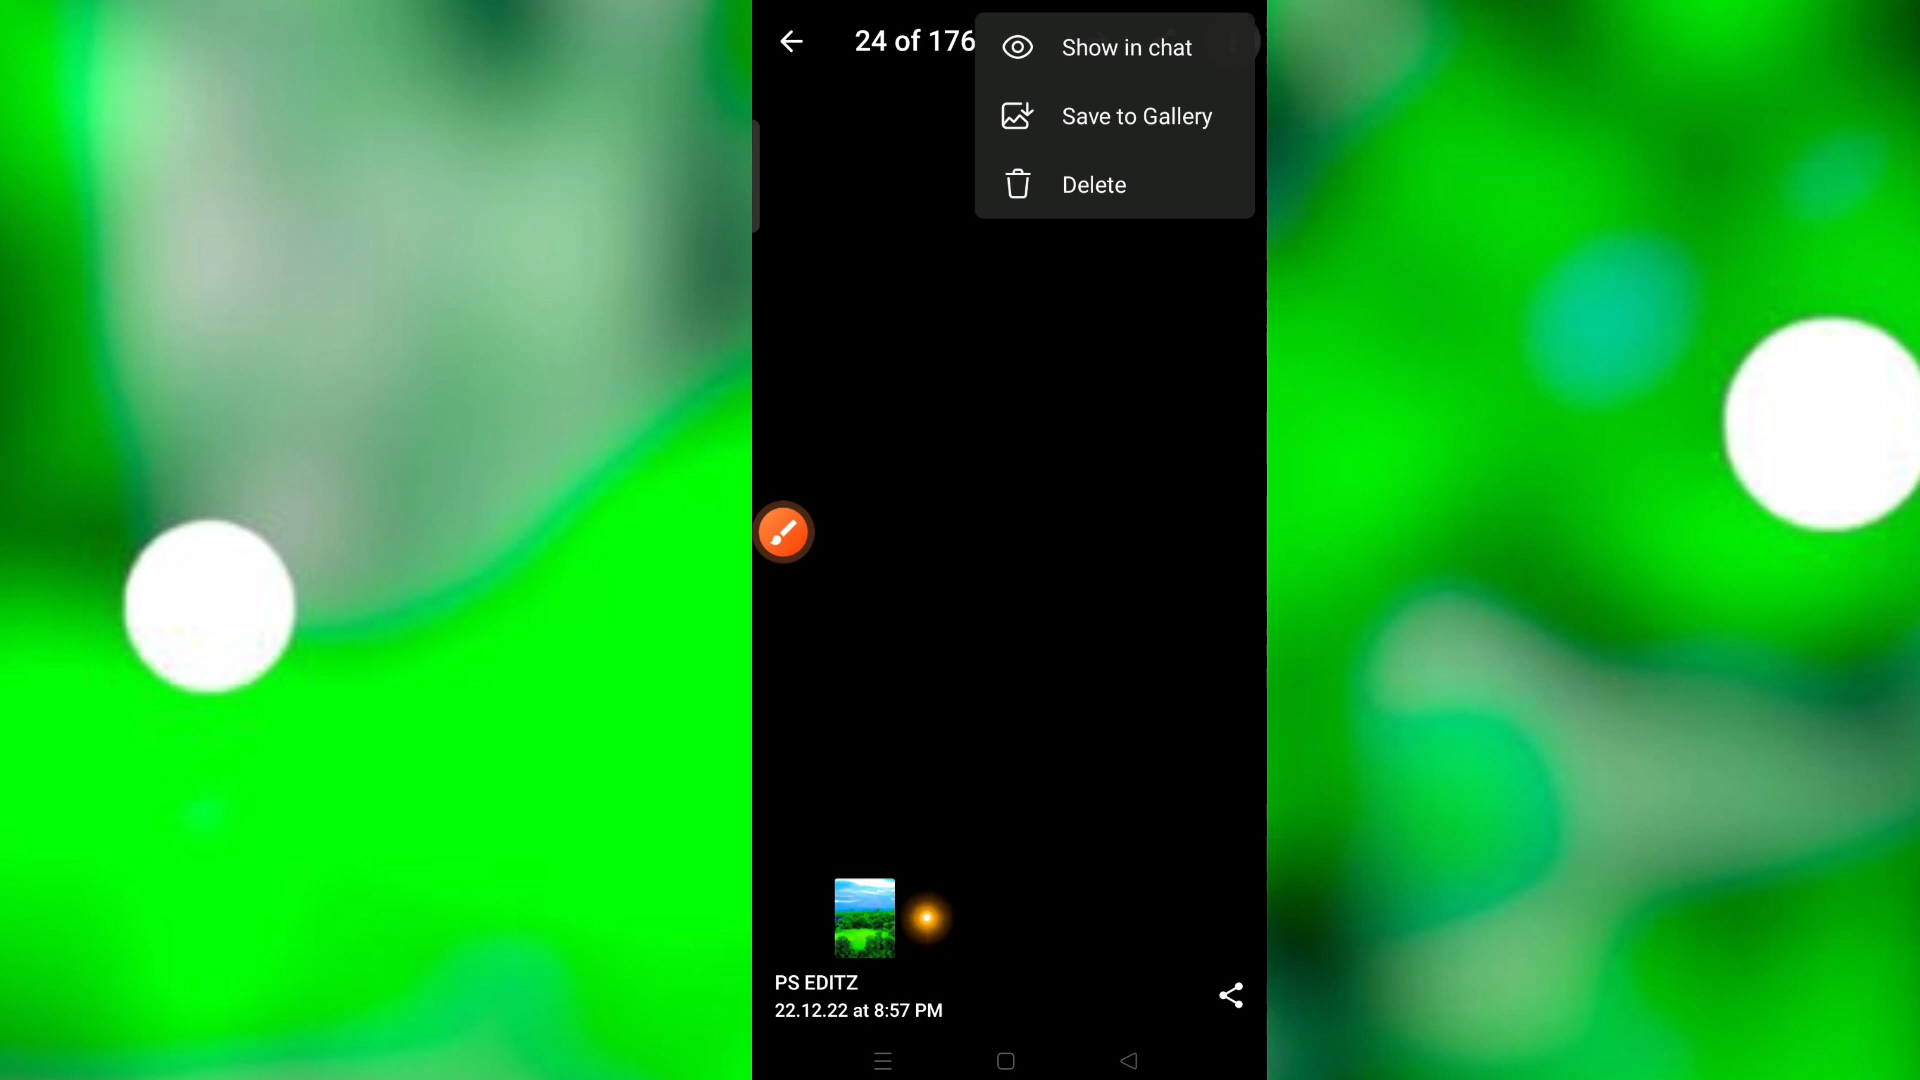 24 of 176
Show in chat
Save to Gallery
Delete
PS EDITZ
22.12.22 at 8:57 PM